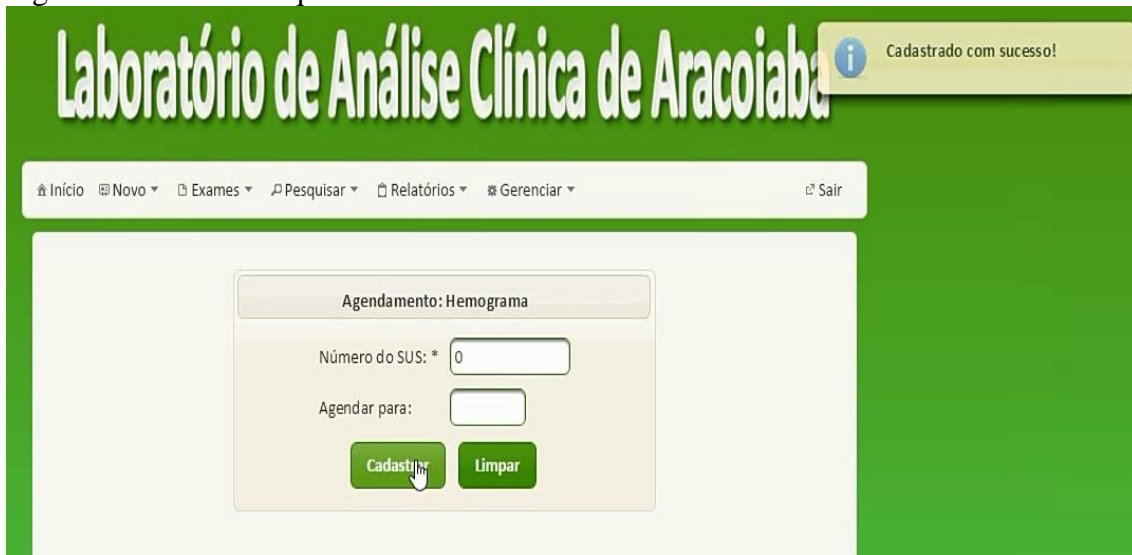 Laboratório de Análise Clínica de Aracoiaba
Cadastrado com sucesso!
Início Novo Exames Pesquisar Relatórios Gerenciar Sair
Agendamento: Hemograma
Número do SUS: * 0
Agendar para:
Cadastrar Limpar